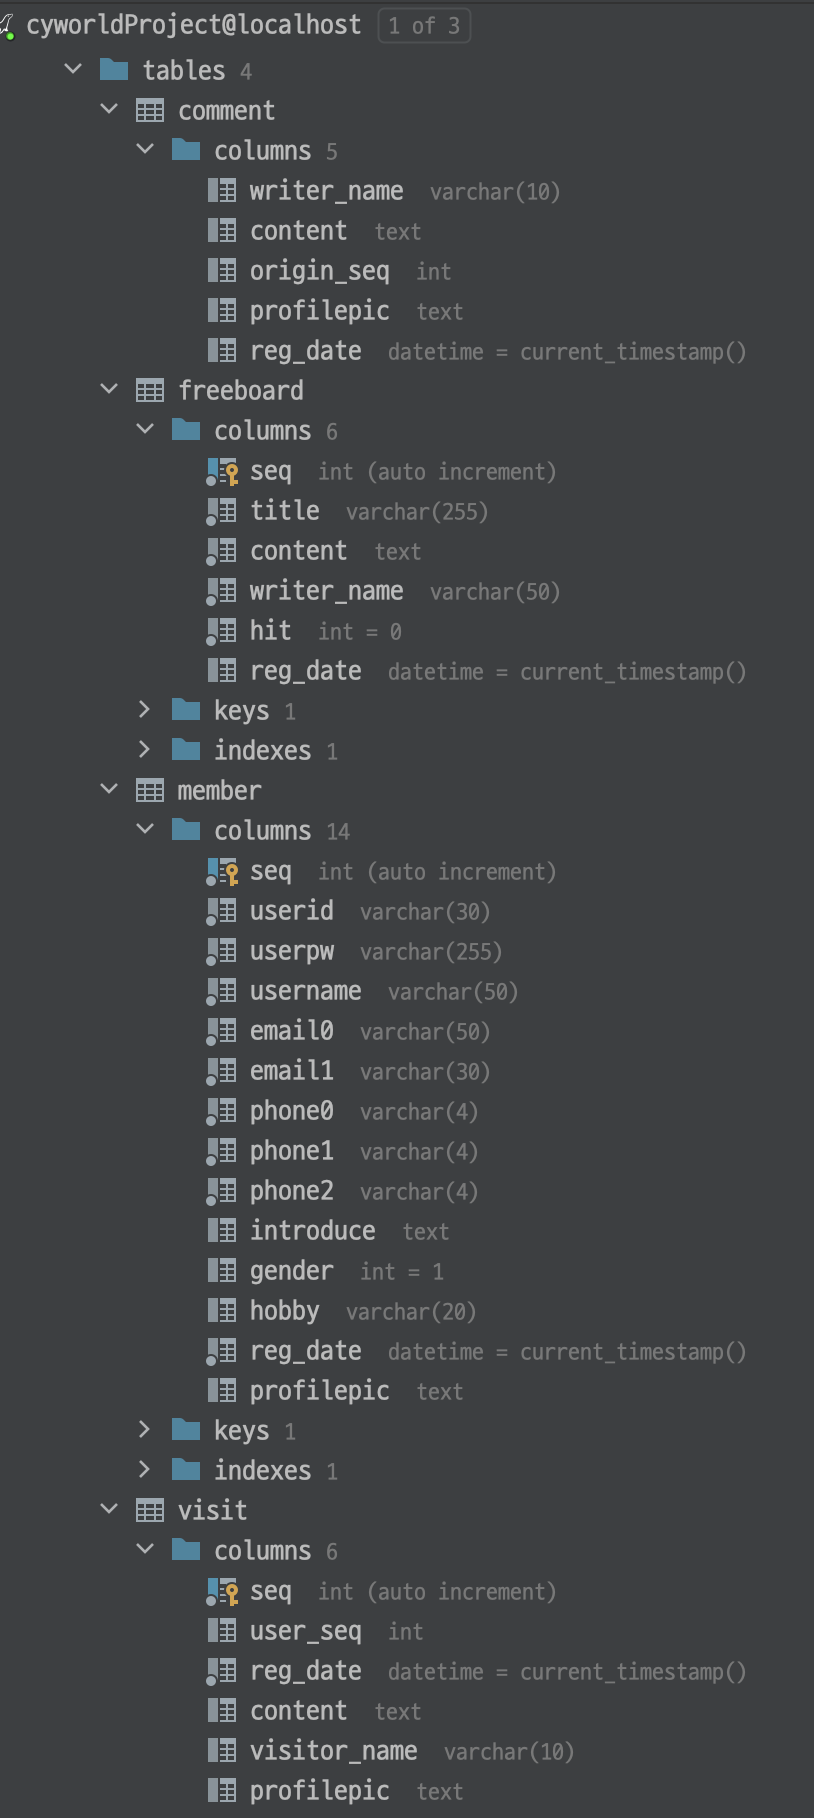 cyworldProject@localhost 1 of 3
tables 4
comment
columns 5
writer_name varchar(10)
content text
origin_seq int
profilepic text
reg_date datetime = current_timestamp()
freeboard
columns 6
seq int (auto increment)
title varchar(255)
content text
writer_name varchar(50)
hit int = 0
reg_date datetime = current_timestamp()
keys 1
indexes 1
member
columns 14
seq int (auto increment)
userid varchar(30)
userpw varchar(255)
username varchar(50)
email0 varchar(50)
email1 varchar(30)
phone0 varchar(4)
phone1 varchar(4)
phone2 varchar(4)
introduce text
gender int = 1
hobby varchar(20)
reg_date datetime = current_timestamp()
profilepic text
keys 1
indexes 1
visit
columns 6
seq int (auto increment)
user_seq int
reg_date datetime = current_timestamp()
content text
visitor_name varchar(10)
profilepic text